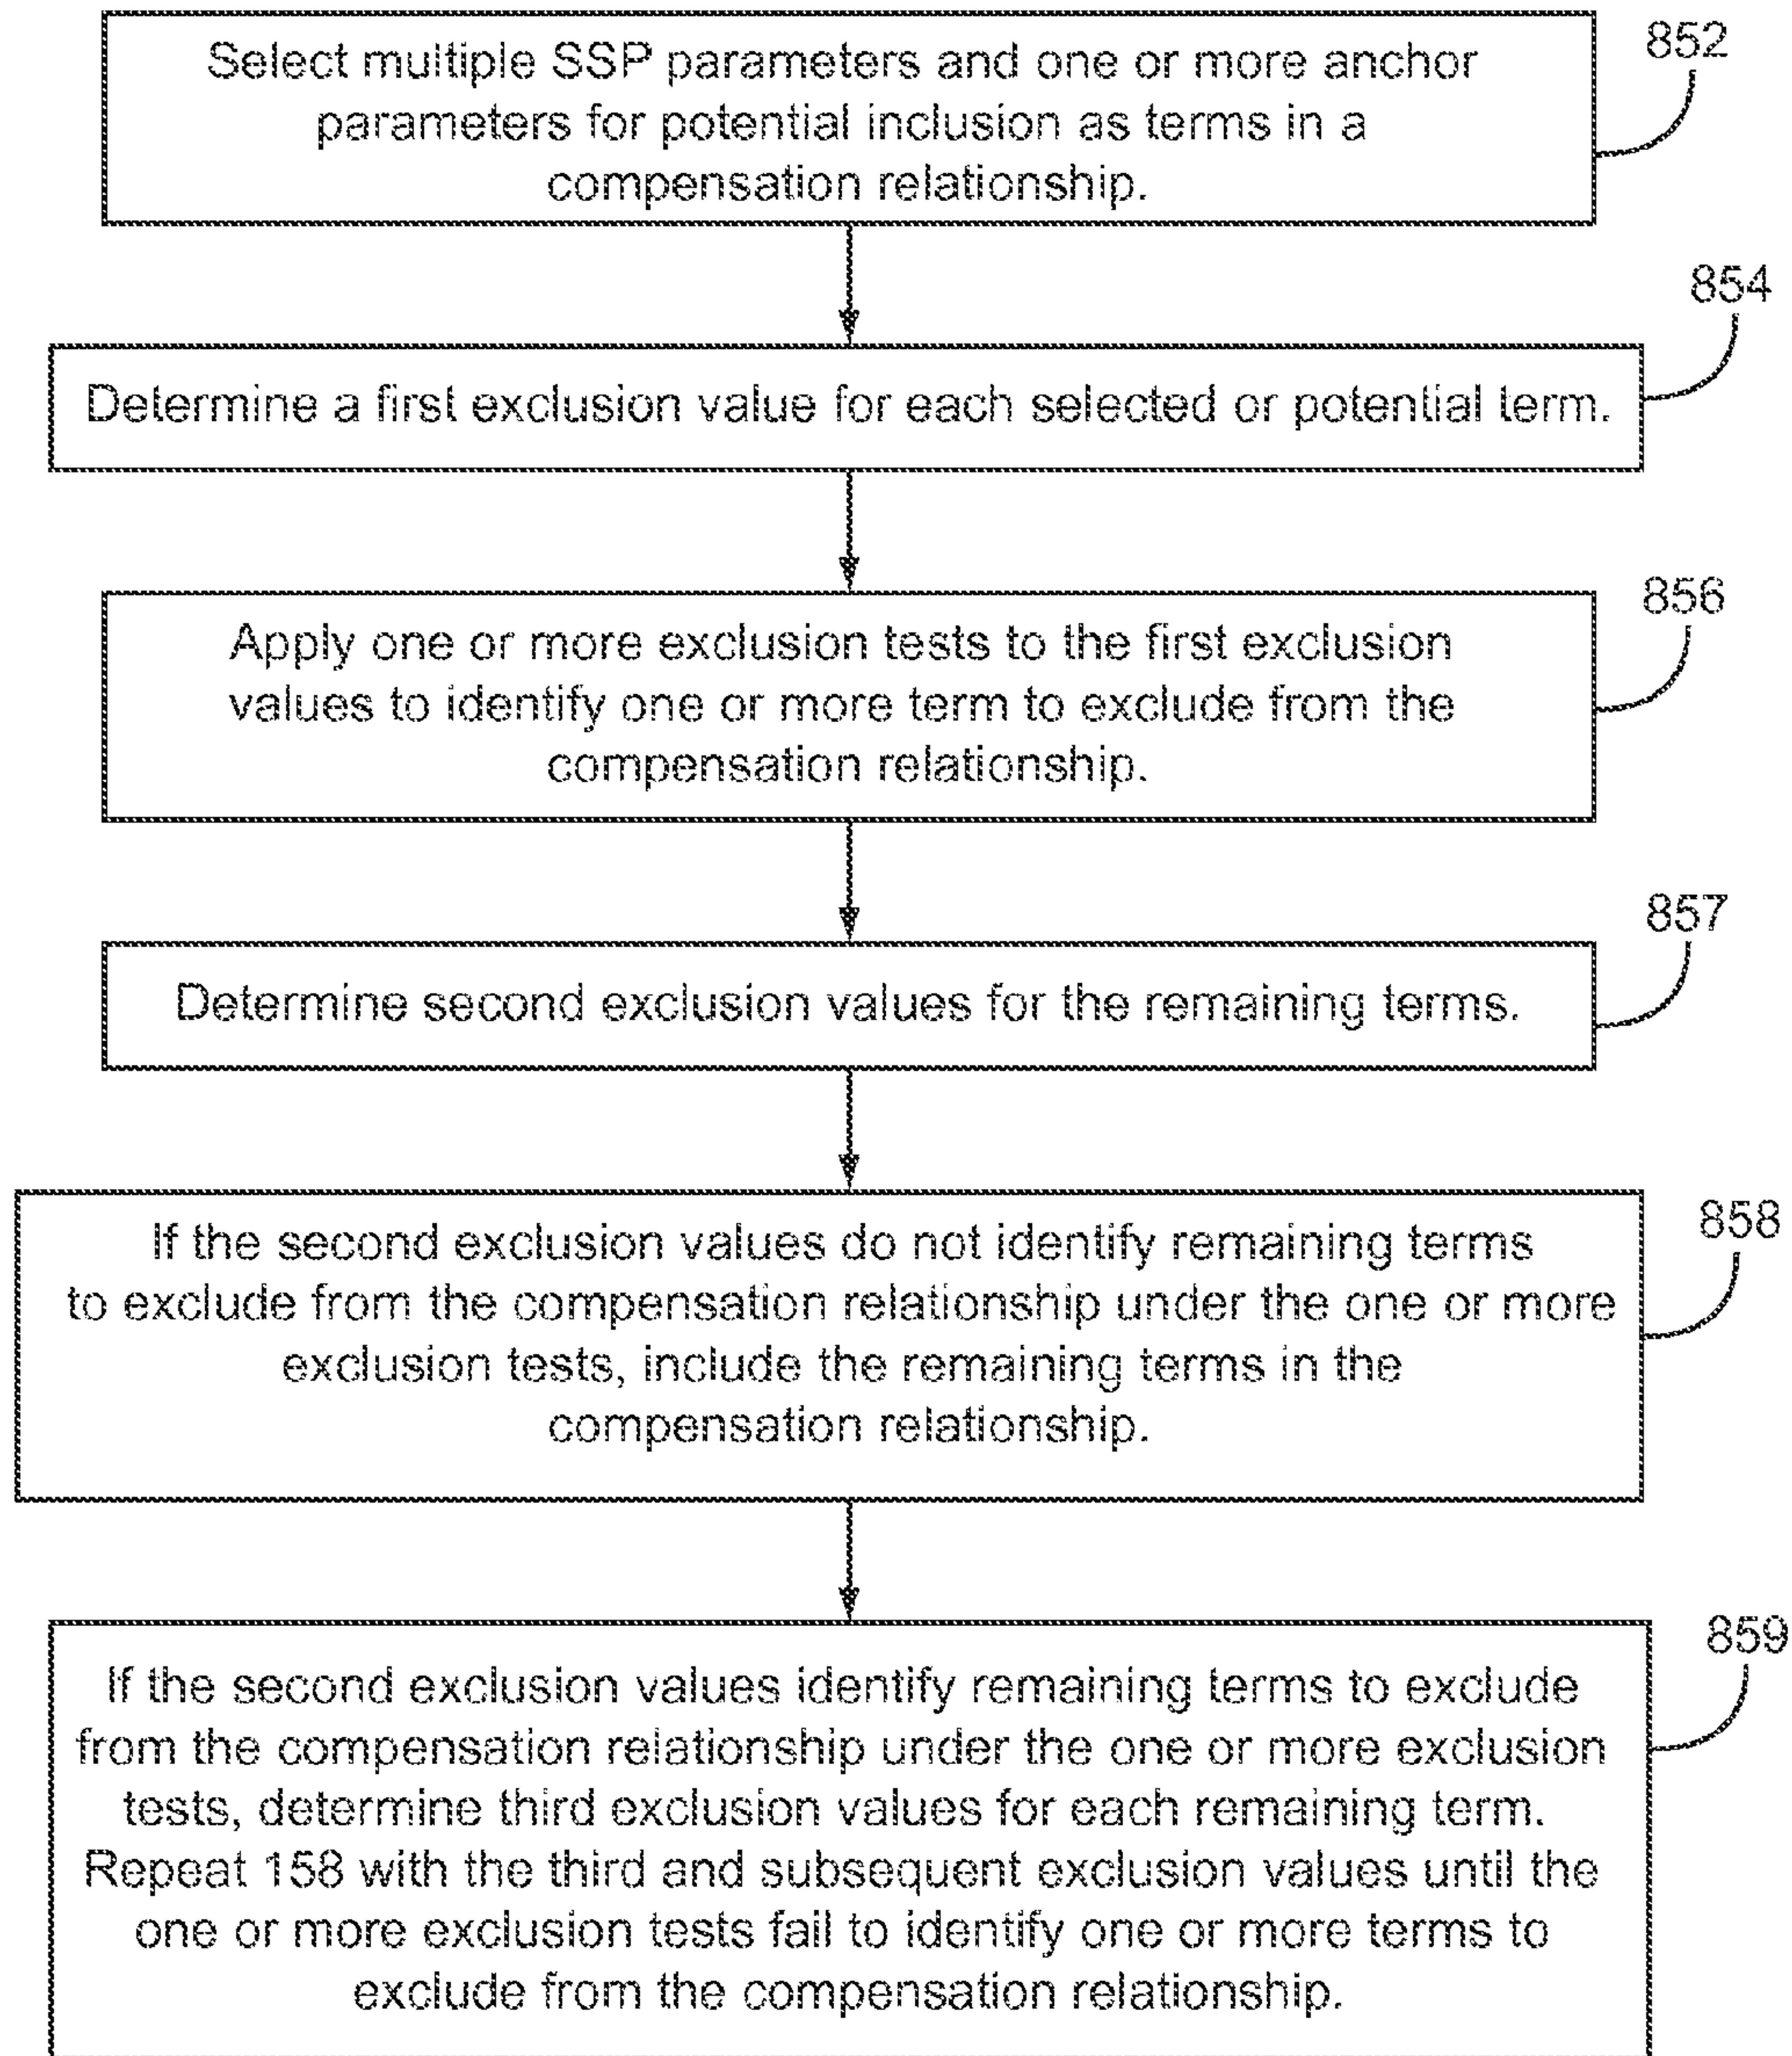 Select multiple SSP parameters and one or more anchor
parameters for potential inclusion as terms in a
compensation relationship.
852
Determine a first exclusion value for each selected or potential term.
854
Apply one or more exclusion tests to the first exclusion
values to identify one or more term to exclude from the
compensation relationship.
856
Determine second exclusion values for the remaining terms.
857
If the second exclusion values do not identify remaining terms
to exclude from the compensation relationship under the one or more
exclusion tests, include the remaining terms in the
compensation relationship.
858
If the second exclusion values identify remaining terms to exclude
from the compensation relationship under the one or more exclusion
tests, determine third exclusion values for each remaining term.
Repeat 158 with the third and subsequent exclusion values until the
one or more exclusion tests fail to identify one or more terms to
exclude from the compensation relationship.
859